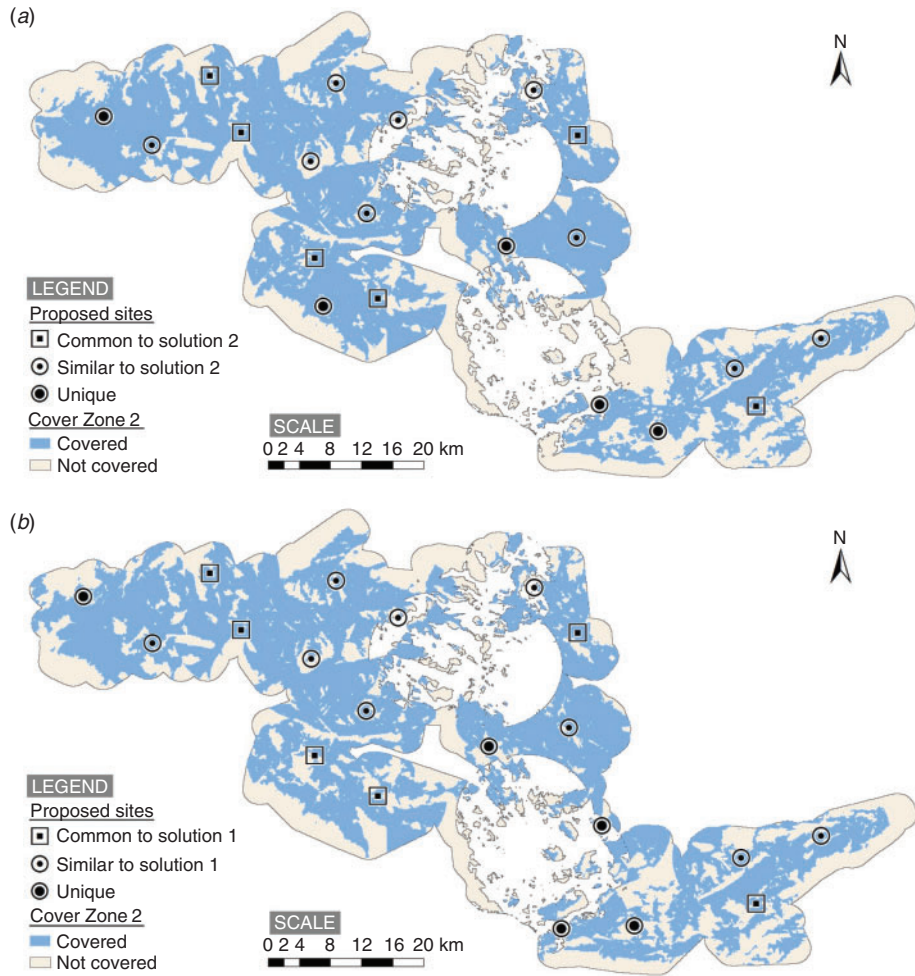 (a)
N
LEGEND
Proposed sites
Common to solution 2
Similar to solution 2
Unique
Cover Zone 2
Covered
Not covered
SCALE
0 2 4 8 12 16 20 km
(b)
N
LEGEND
Proposed sites
Common to solution 1
Similar to solution 1
Unique
Cover Zone 2
Covered
Not covered
SCALE
0 2 4 8 12 16 20 km